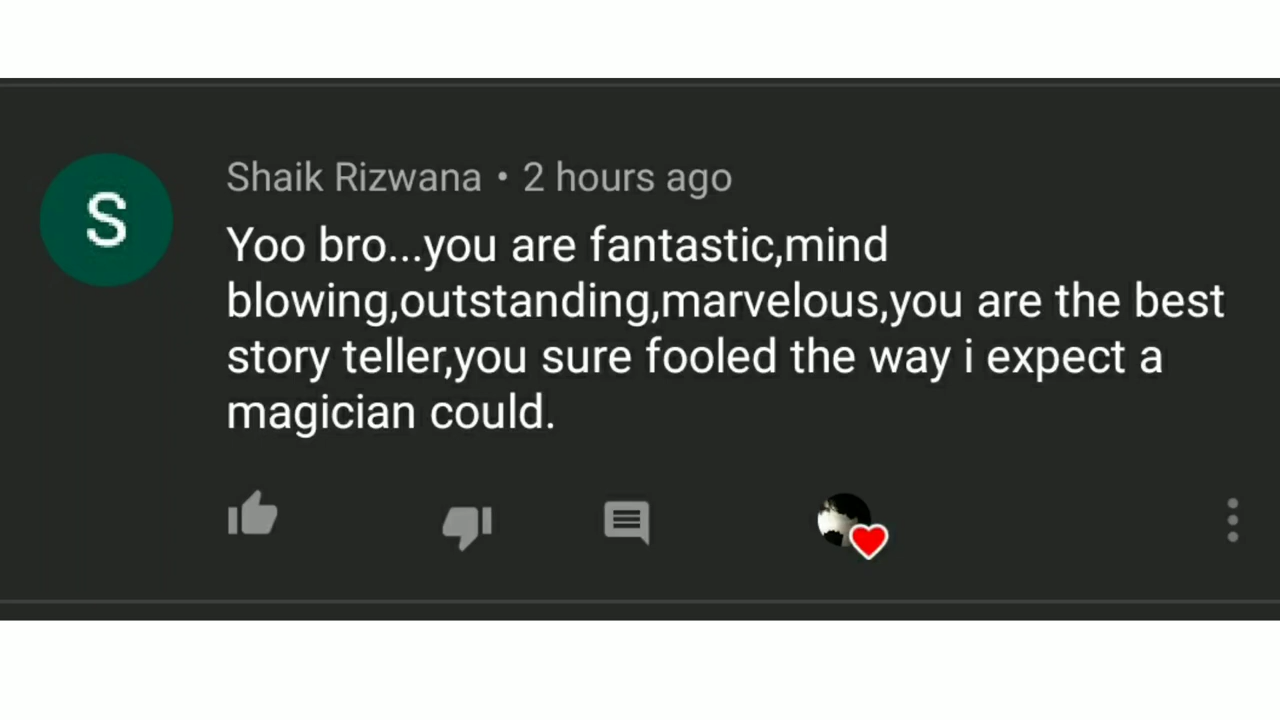 S
Shaik Rizwana • 2 hours ago
Yoo bro...you are fantastic,mind
blowing,outstanding,marvelous,you are the best
story teller,you sure fooled the way i expect a
magician could.